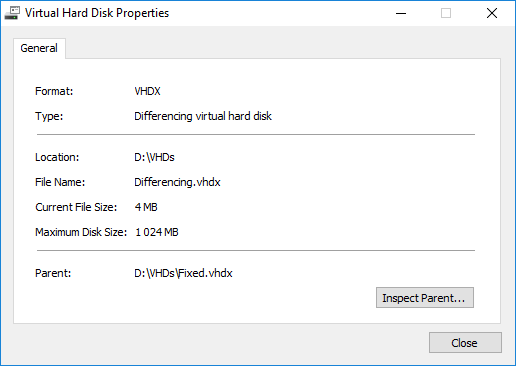 Virtual Hard Disk Properties
General
Format: VHDX
Type: Differencing virtual hard disk
Location: D:\VHDs
File Name: Differencing.vhdx
Current File Size: 4 MB
Maximum Disk Size: 1 024 MB
Parent: D:\VHDs\Fixed.vhdx
Inspect Parent...
Close